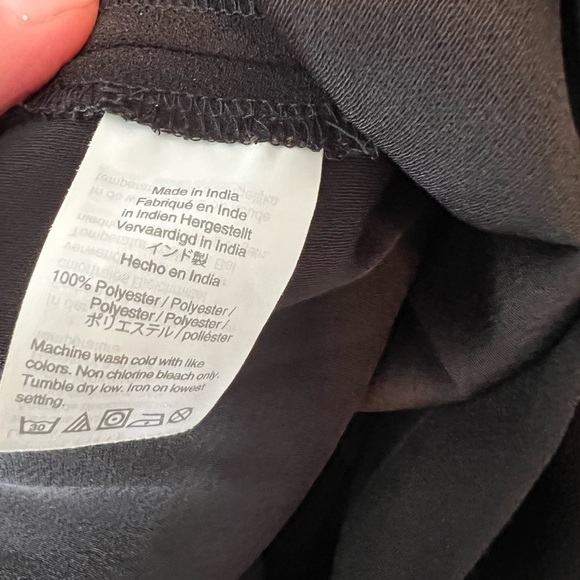 Made in India
Fabriqué en Inde
in Indien Hergestellt
Vervaardigd in India
インド製
Hecho en India
100% Polyester / Polyester /
Polyester / Polyester /
ポリエステル / poliéster
Machine wash cold with like
colors. Non chlorine bleach only.
Tumble dry low. Iron on lowest
setting.
30